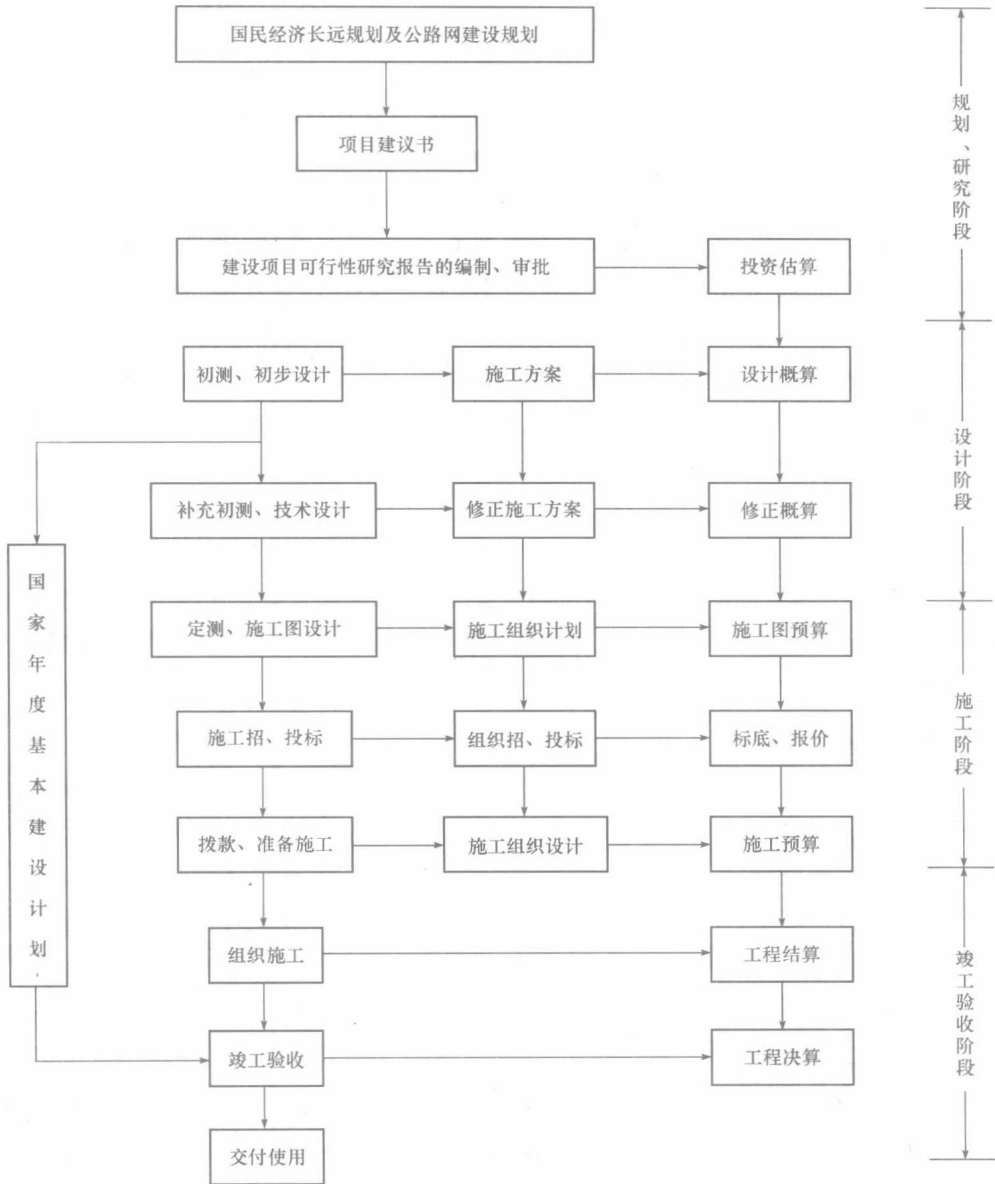 国民经济长远规划及公路网建设规划
项目建议书
建设项目可行性研究报告的编制、审批
投资估算
初测、初步设计
施工方案
设计概算
补充初测、技术设计
修正施工方案
修正概算
定测、施工图设计
施工组织计划
施工图预算
施工招、投标
组织招、投标
标底、报价
拨款、准备施工
施工组织设计
施工预算
组织施工
工程结算
竣工验收
工程决算
交付使用
国家年度基本建设计划
规划、研究阶段
设计阶段
施工阶段
竣工验收阶段